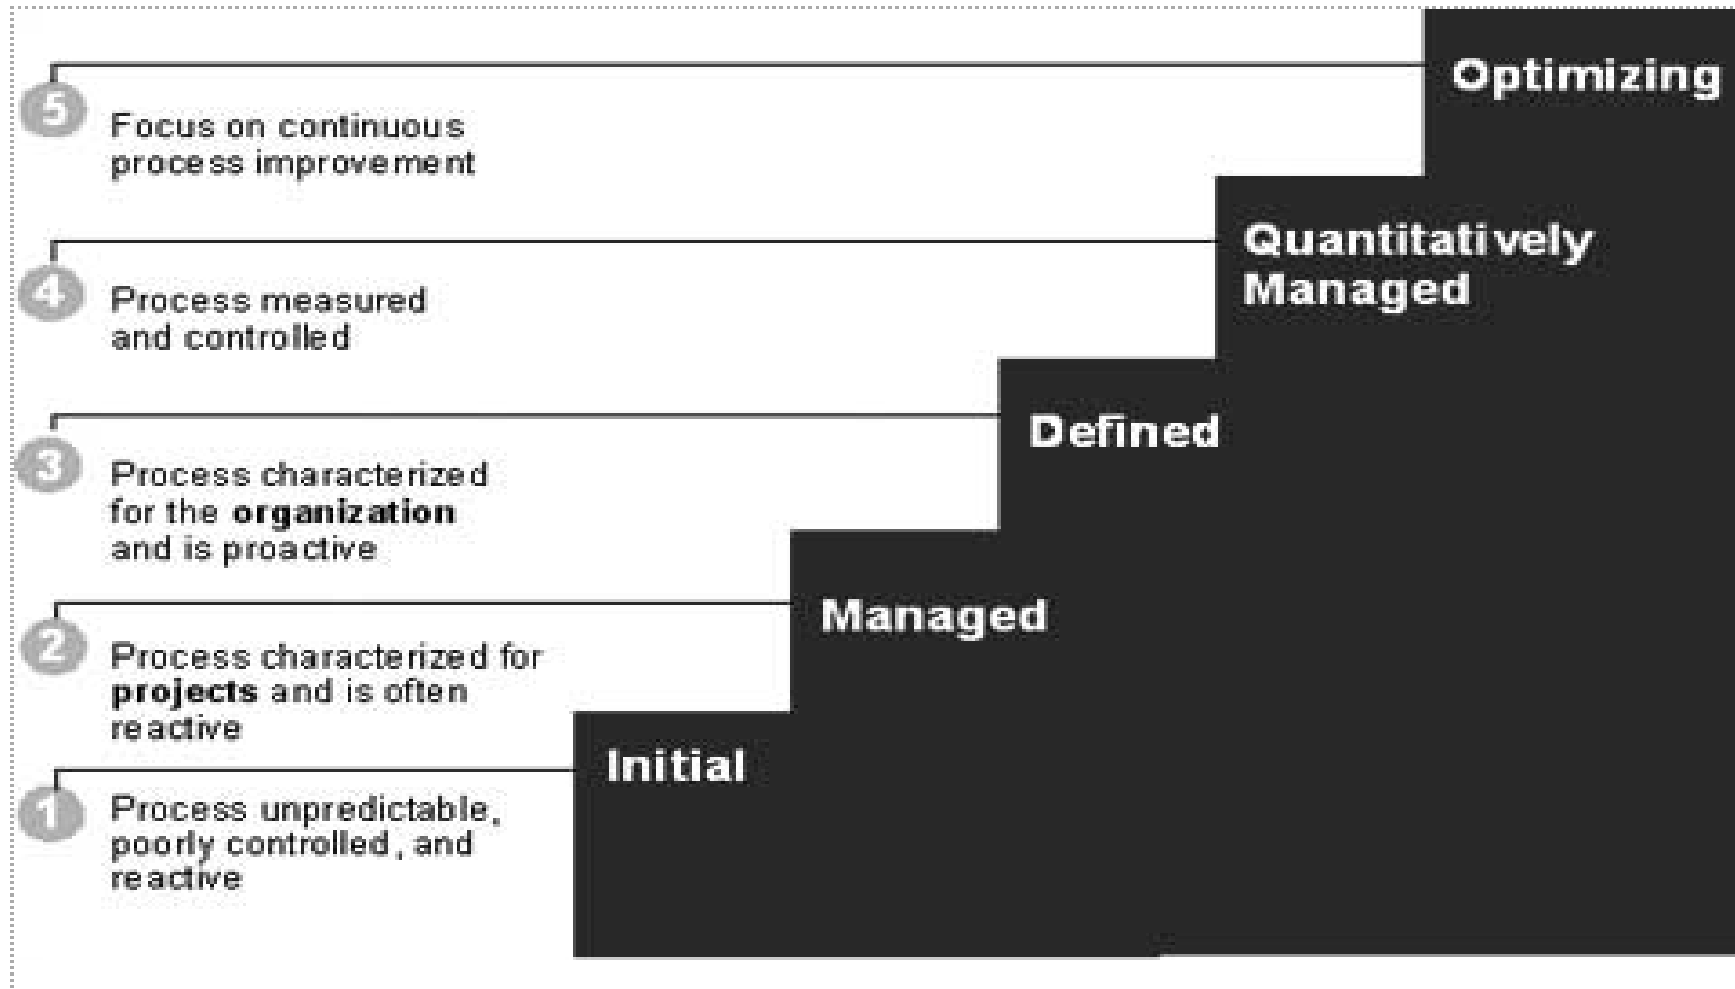 Optimizing
5
Focus on continuous
process improvement
Quantitatively
Managed
4
Process measured
and controlled
Defined
3
Process characterized
for the organization
and is proactive
Managed
2
Process characterized for
projects and is often
reactive
Initial
1
Process unpredictable,
poorly controlled, and
reactive